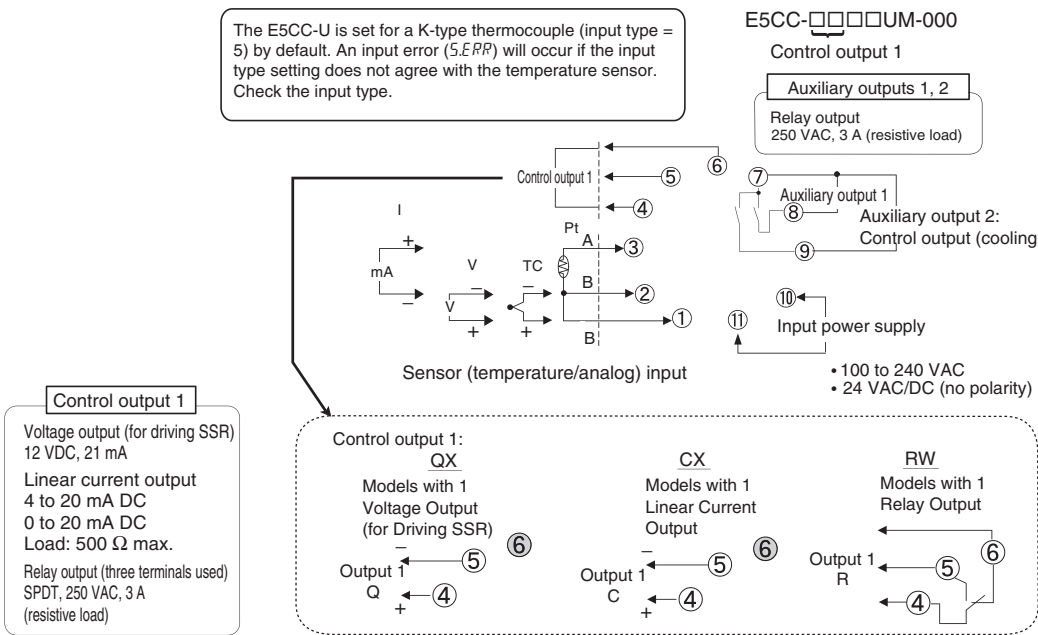 The E5CC-U is set for a K-type thermocouple (input type =
5) by default. An input error (S.ERR) will occur if the input
type setting does not agree with the temperature sensor.
Check the input type.
E5CC-□□□□UM-000
Control output 1
Auxiliary outputs 1, 2
Relay output
250 VAC, 3 A (resistive load)
Control output 1
⑥
⑤
④
⑦
Auxiliary output 1
⑧
Auxiliary output 2:
Control output (cooling
⑨
I
+
mA
–
V
–
V
+
TC
–
+
Pt
A
③
B
②
①
B
⑩
⑪
Input power supply
• 100 to 240 VAC
• 24 VAC/DC (no polarity)
Sensor (temperature/analog) input
Control output 1
Voltage output (for driving SSR)
12 VDC, 21 mA
Linear current output
4 to 20 mA DC
0 to 20 mA DC
Load: 500 Ω max.
Relay output (three terminals used)
SPDT, 250 VAC, 3 A
(resistive load)
Control output 1:
QX
Models with 1
Voltage Output
(for Driving SSR)
⑥
–
⑤
Output 1
Q
④
+
CX
Models with 1
Linear Current
Output
⑥
–
⑤
Output 1
C
④
+
RW
Models with 1
Relay Output
⑥
Output 1
R
⑤
④